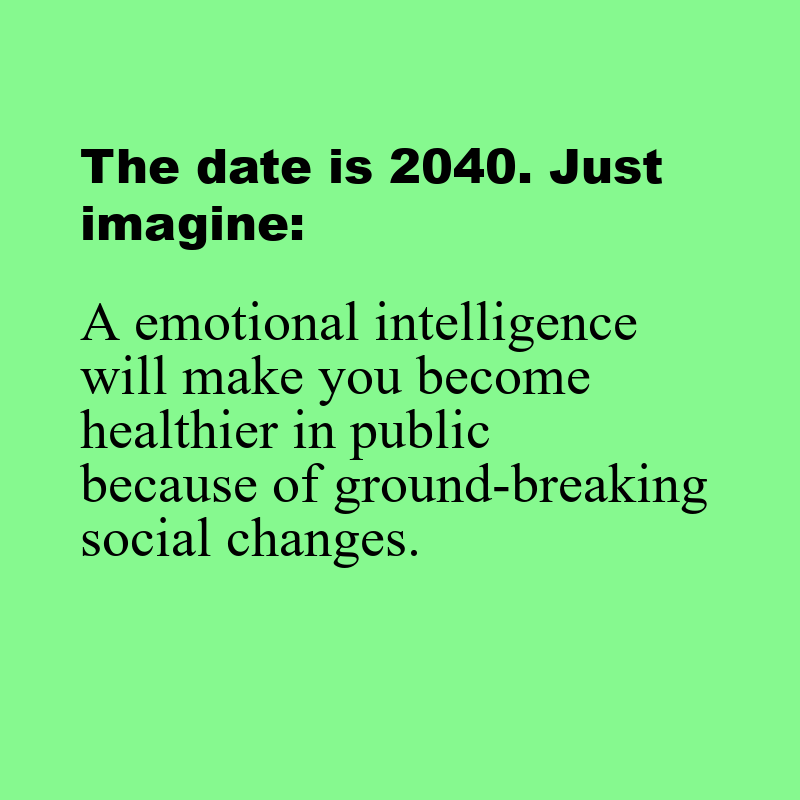 The date is 2040. Just
imagine:
A emotional intelligence
will make you become
healthier in public
because of ground-breaking
social changes.